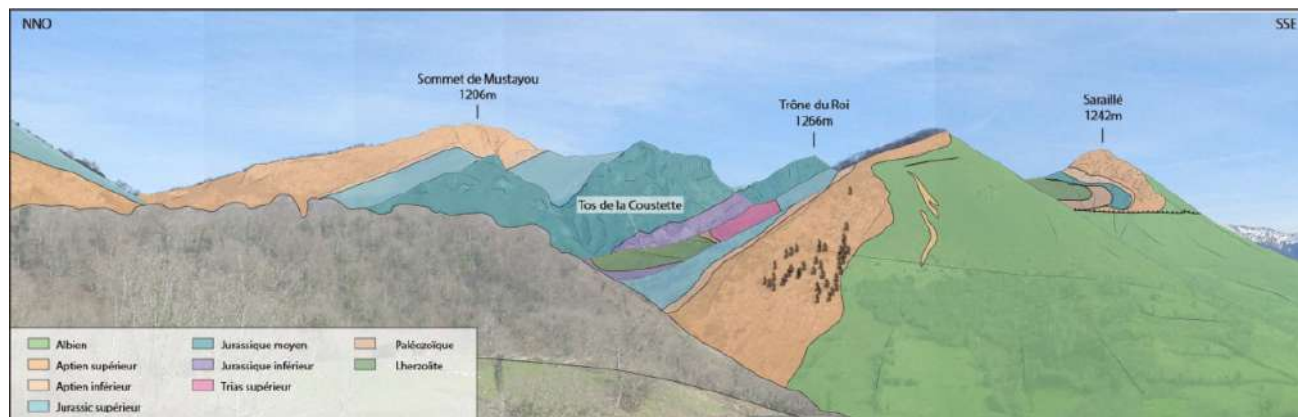 NNO
SSE
Sommet de Mustayou
1206m
Trône du Roi
1266m
Saraillé
1242m
Tos de la Coustette
Albien
Aptien supérieur
Aptien inférieur
Jurassic supérieur
Jurassique moyen
Jurassique inférieur
Trias supérieur
Paléozoïque
Lherzolite